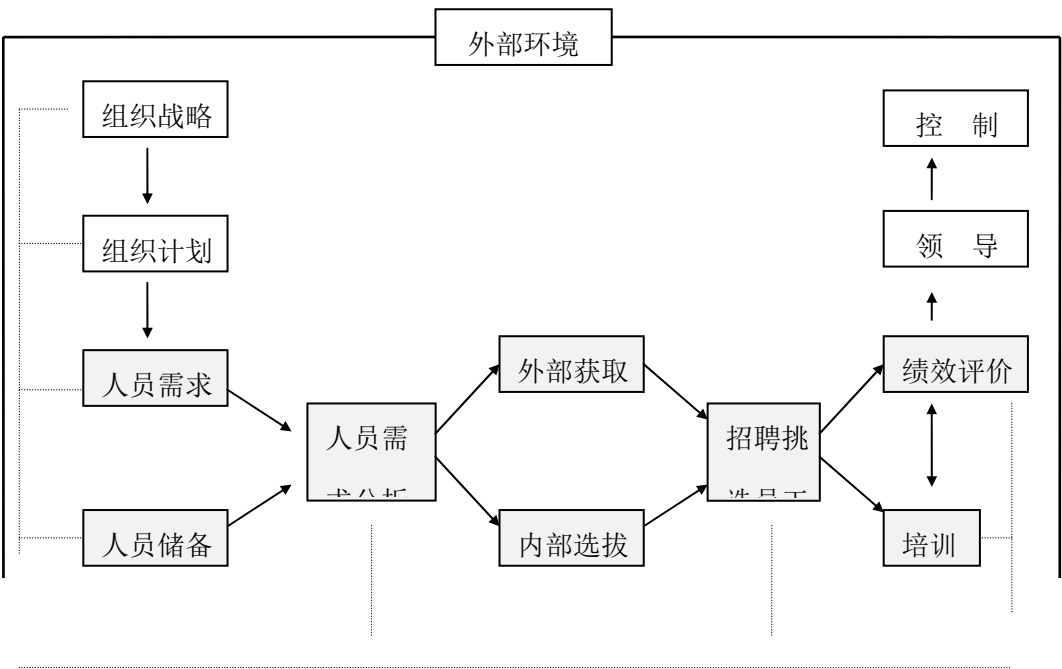 外部环境
组织战略
控　制
组织计划
领　导
人员需求
外部获取
绩效评价
人员需
招聘挑
人员储备
内部选拔
培训